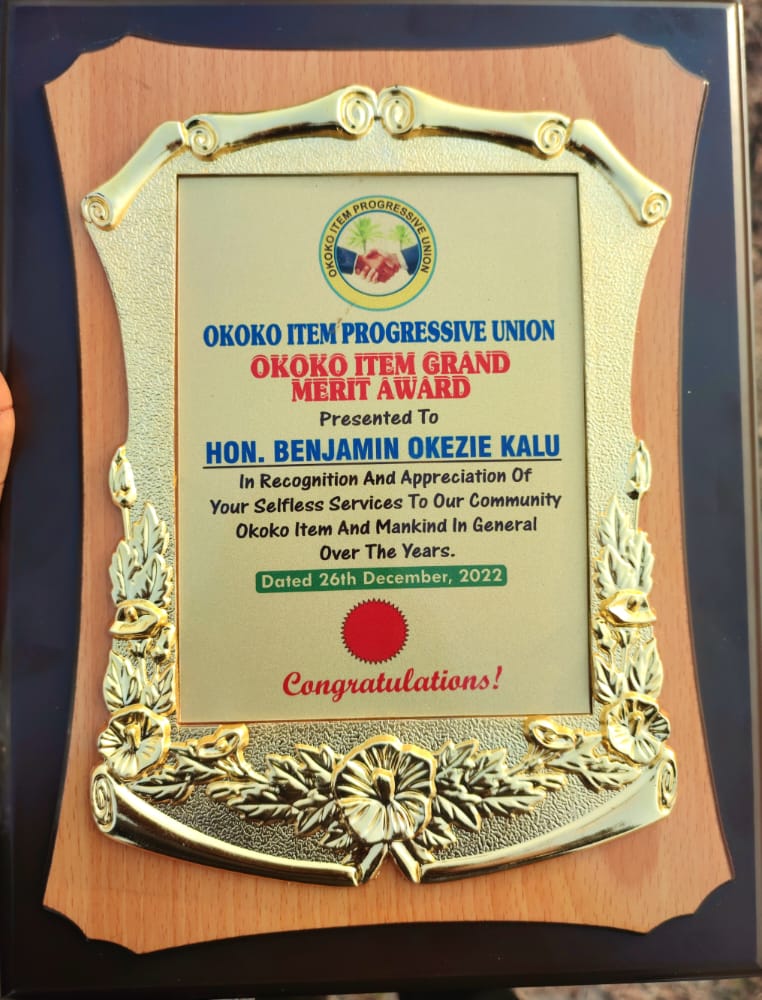 OKOKO ITEM PROGRESSIVE UNION
OKOKO ITEM PROGRESSIVE UNION
OKOKO ITEM GRAND
MERIT AWARD
Presented To
HON. BENJAMIN OKEZIE KALU
In Recognition And Appreciation Of
Your Selfless Services To Our Community
Okoko Item And Mankind In General
Over The Years.
Dated 26th December, 2022
Congratulations!